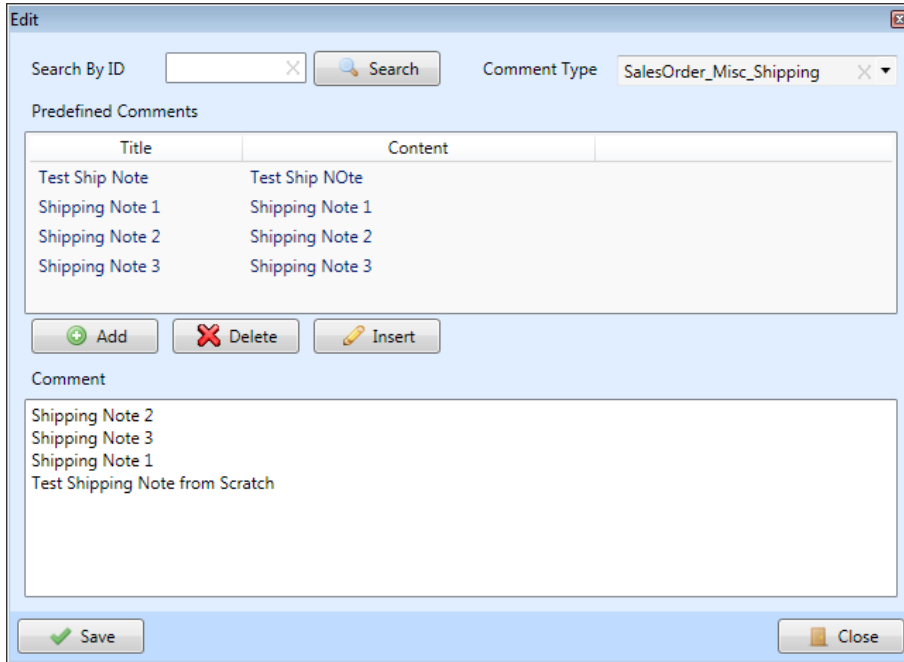 Edit
Search By ID Search Comment Type SalesOrder_Misc_Shipping
Predefined Comments
Title Content
Test Ship Note Test Ship NOte
Shipping Note 1 Shipping Note 1
Shipping Note 2 Shipping Note 2
Shipping Note 3 Shipping Note 3
Add Delete Insert
Comment
Shipping Note 2
Shipping Note 3
Shipping Note 1
Test Shipping Note from Scratch
Save Close